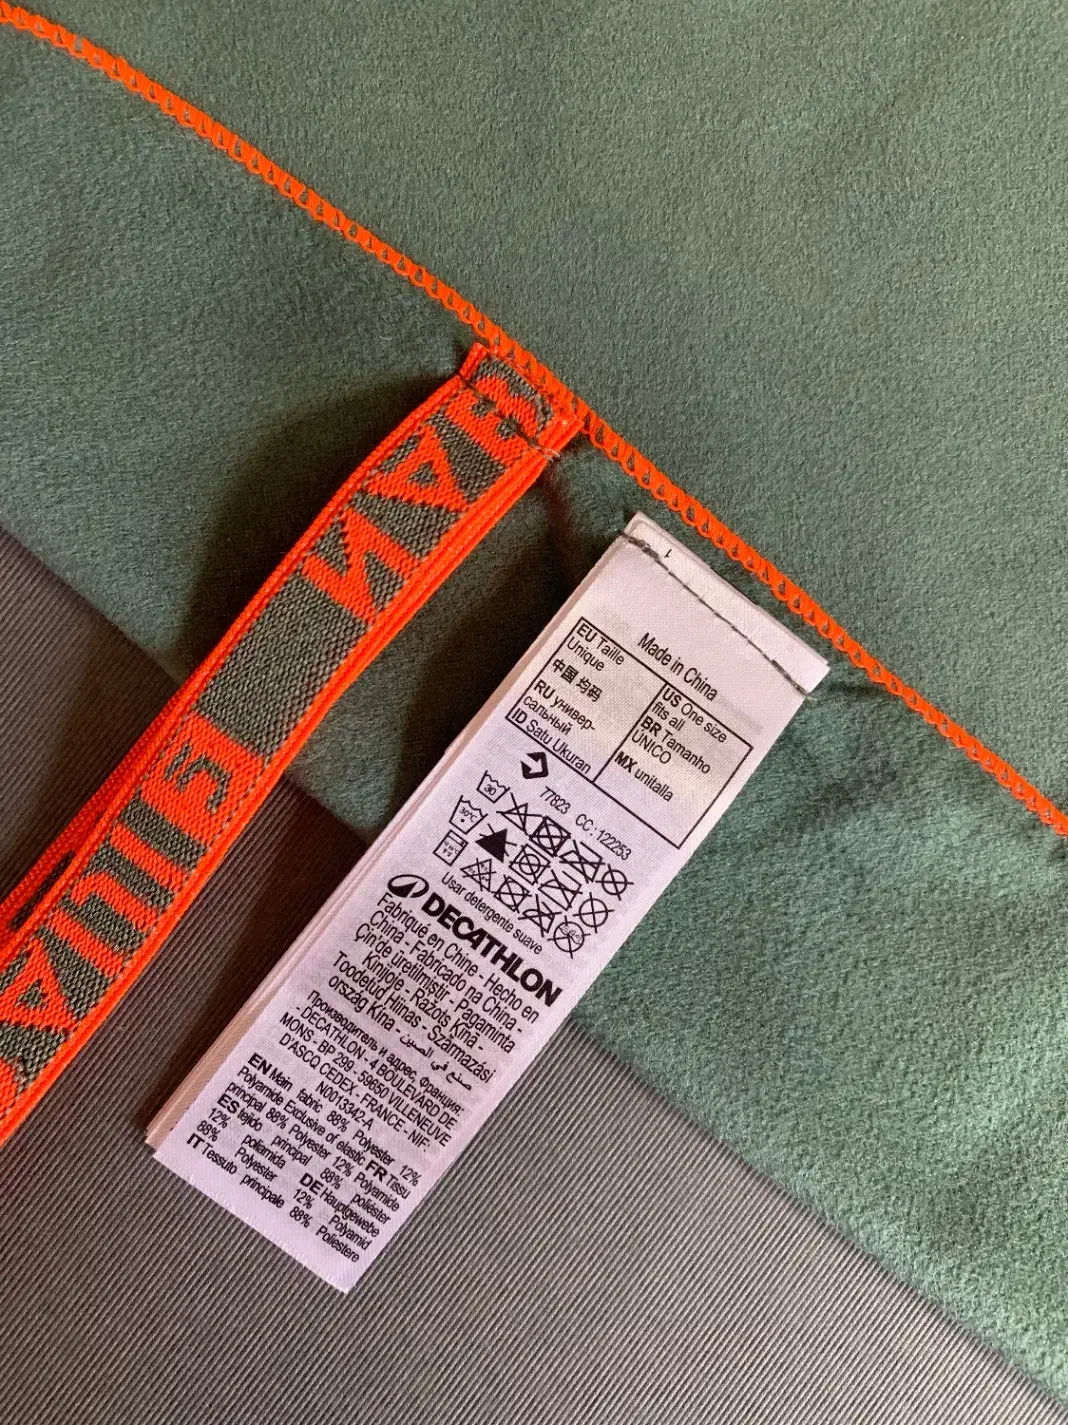 Made in China
EU Taille
Unique
中国 均码
RU универ-
сальный
ID Satu Ukuran
US One size
fits all
BR Tamanho
ÚNICO
MX unitalla
77823 CC : 122253
30
30°C
Usar detergente suave
DECATHLON
Fabriqué en Chine - Hecho en
China - Fabricado na China -
Çin'de üretilmiştir - Pagaminta
Kinijoje - Ražots Ķīnā -
Toodetud Hiinas - Származási
ország Kína - صنع في الصين
Производитель и адрес, Франция:
- DECATHLON - 4 BOULEVARD DE
MONS - BP 299 - 59650 VILLENEUVE
D'ASCQ CEDEX - FRANCE - NIF:
N0013342-A
EN Main fabric 88% Polyester 12%
Polyamide Exclusive of elastic FR Tissu
principal 88% Polyester 12% Polyamide
ES tejido principal 88% poliéster
12% poliamida DE Hauptgewebe
88% Polyester 12% Polyamid
IT Tessuto principale 88% Poliestere